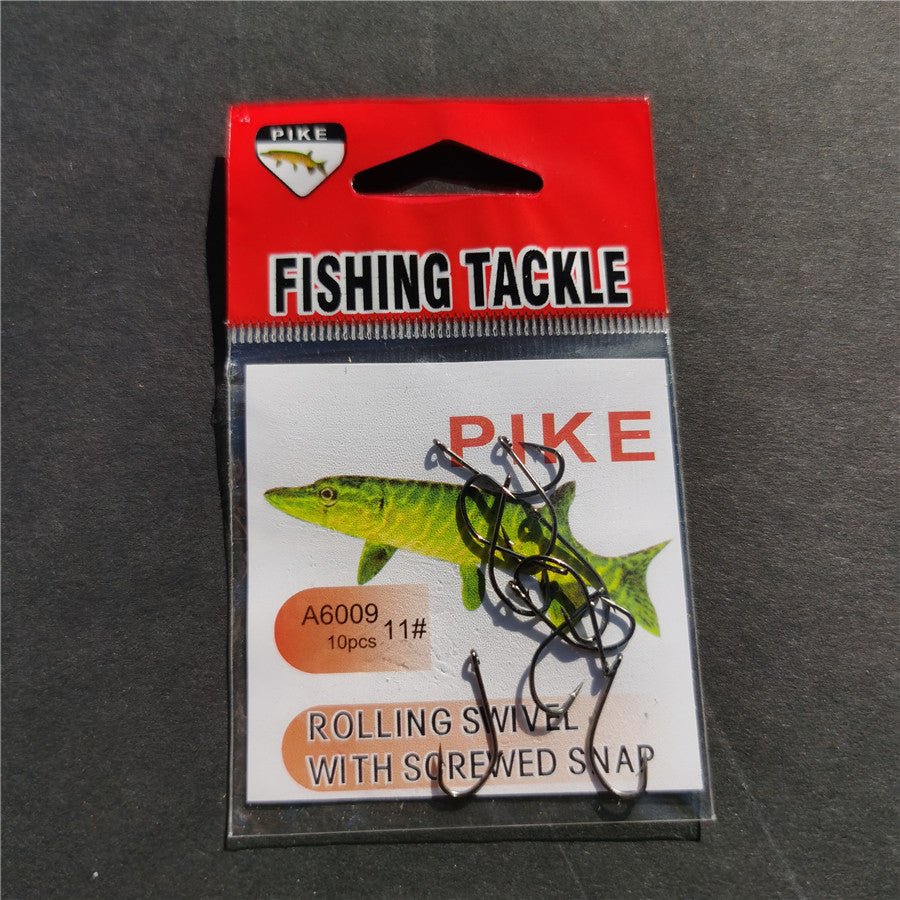 PIKE
FISHING TACKLE
PIKE
A6009
10pcs 11#
ROLLING SWIVEL
WITH SCREWED SNAP